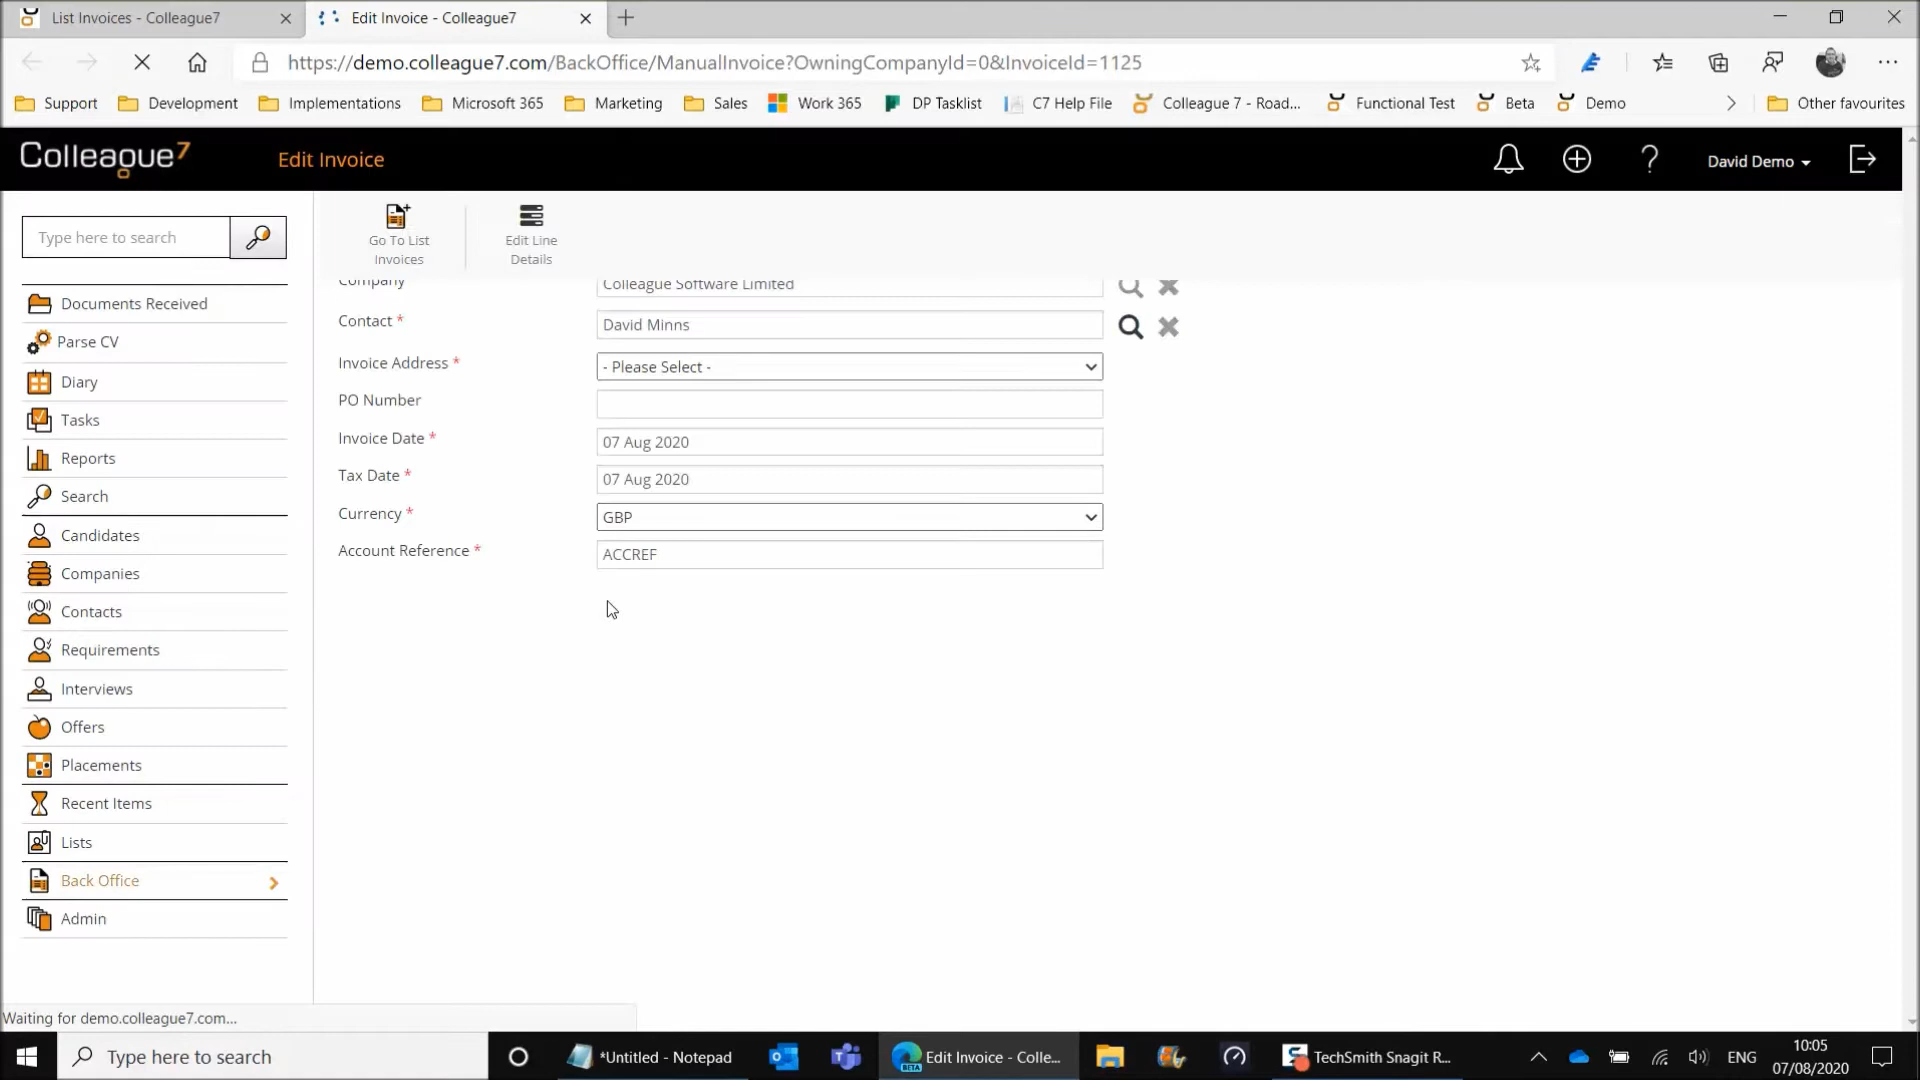 List Invoices - Colleague7
Edit Invoice - Colleague7
https://demo.colleague7.com/BackOffice/ManualInvoice?OwningCompanyId=0&InvoiceId=1125
Support
Development
Implementations
Microsoft 365
Marketing
Sales
Work 365
DP Tasklist
C7 Help File
Colleague 7 - Road...
Functional Test
Beta
Demo
Other favourites
Colleague7
Edit Invoice
David Demo
Type here to search
Go To List
Invoices
Edit Line
Details
Documents Received
Parse CV
Diary
Tasks
Reports
Search
Candidates
Companies
Contacts
Requirements
Interviews
Offers
Placements
Recent Items
Lists
Back Office
Admin
Company
Colleague Software Limited
Contact *
David Minns
Invoice Address *
- Please Select -
PO Number
Invoice Date *
07 Aug 2020
Tax Date *
07 Aug 2020
Currency *
GBP
Account Reference *
ACCREF
Waiting for demo.colleague7.com...
Type here to search
*Untitled - Notepad
BETA
Edit Invoice - Colle...
TechSmith Snagit R...
ENG
10:05
07/08/2020